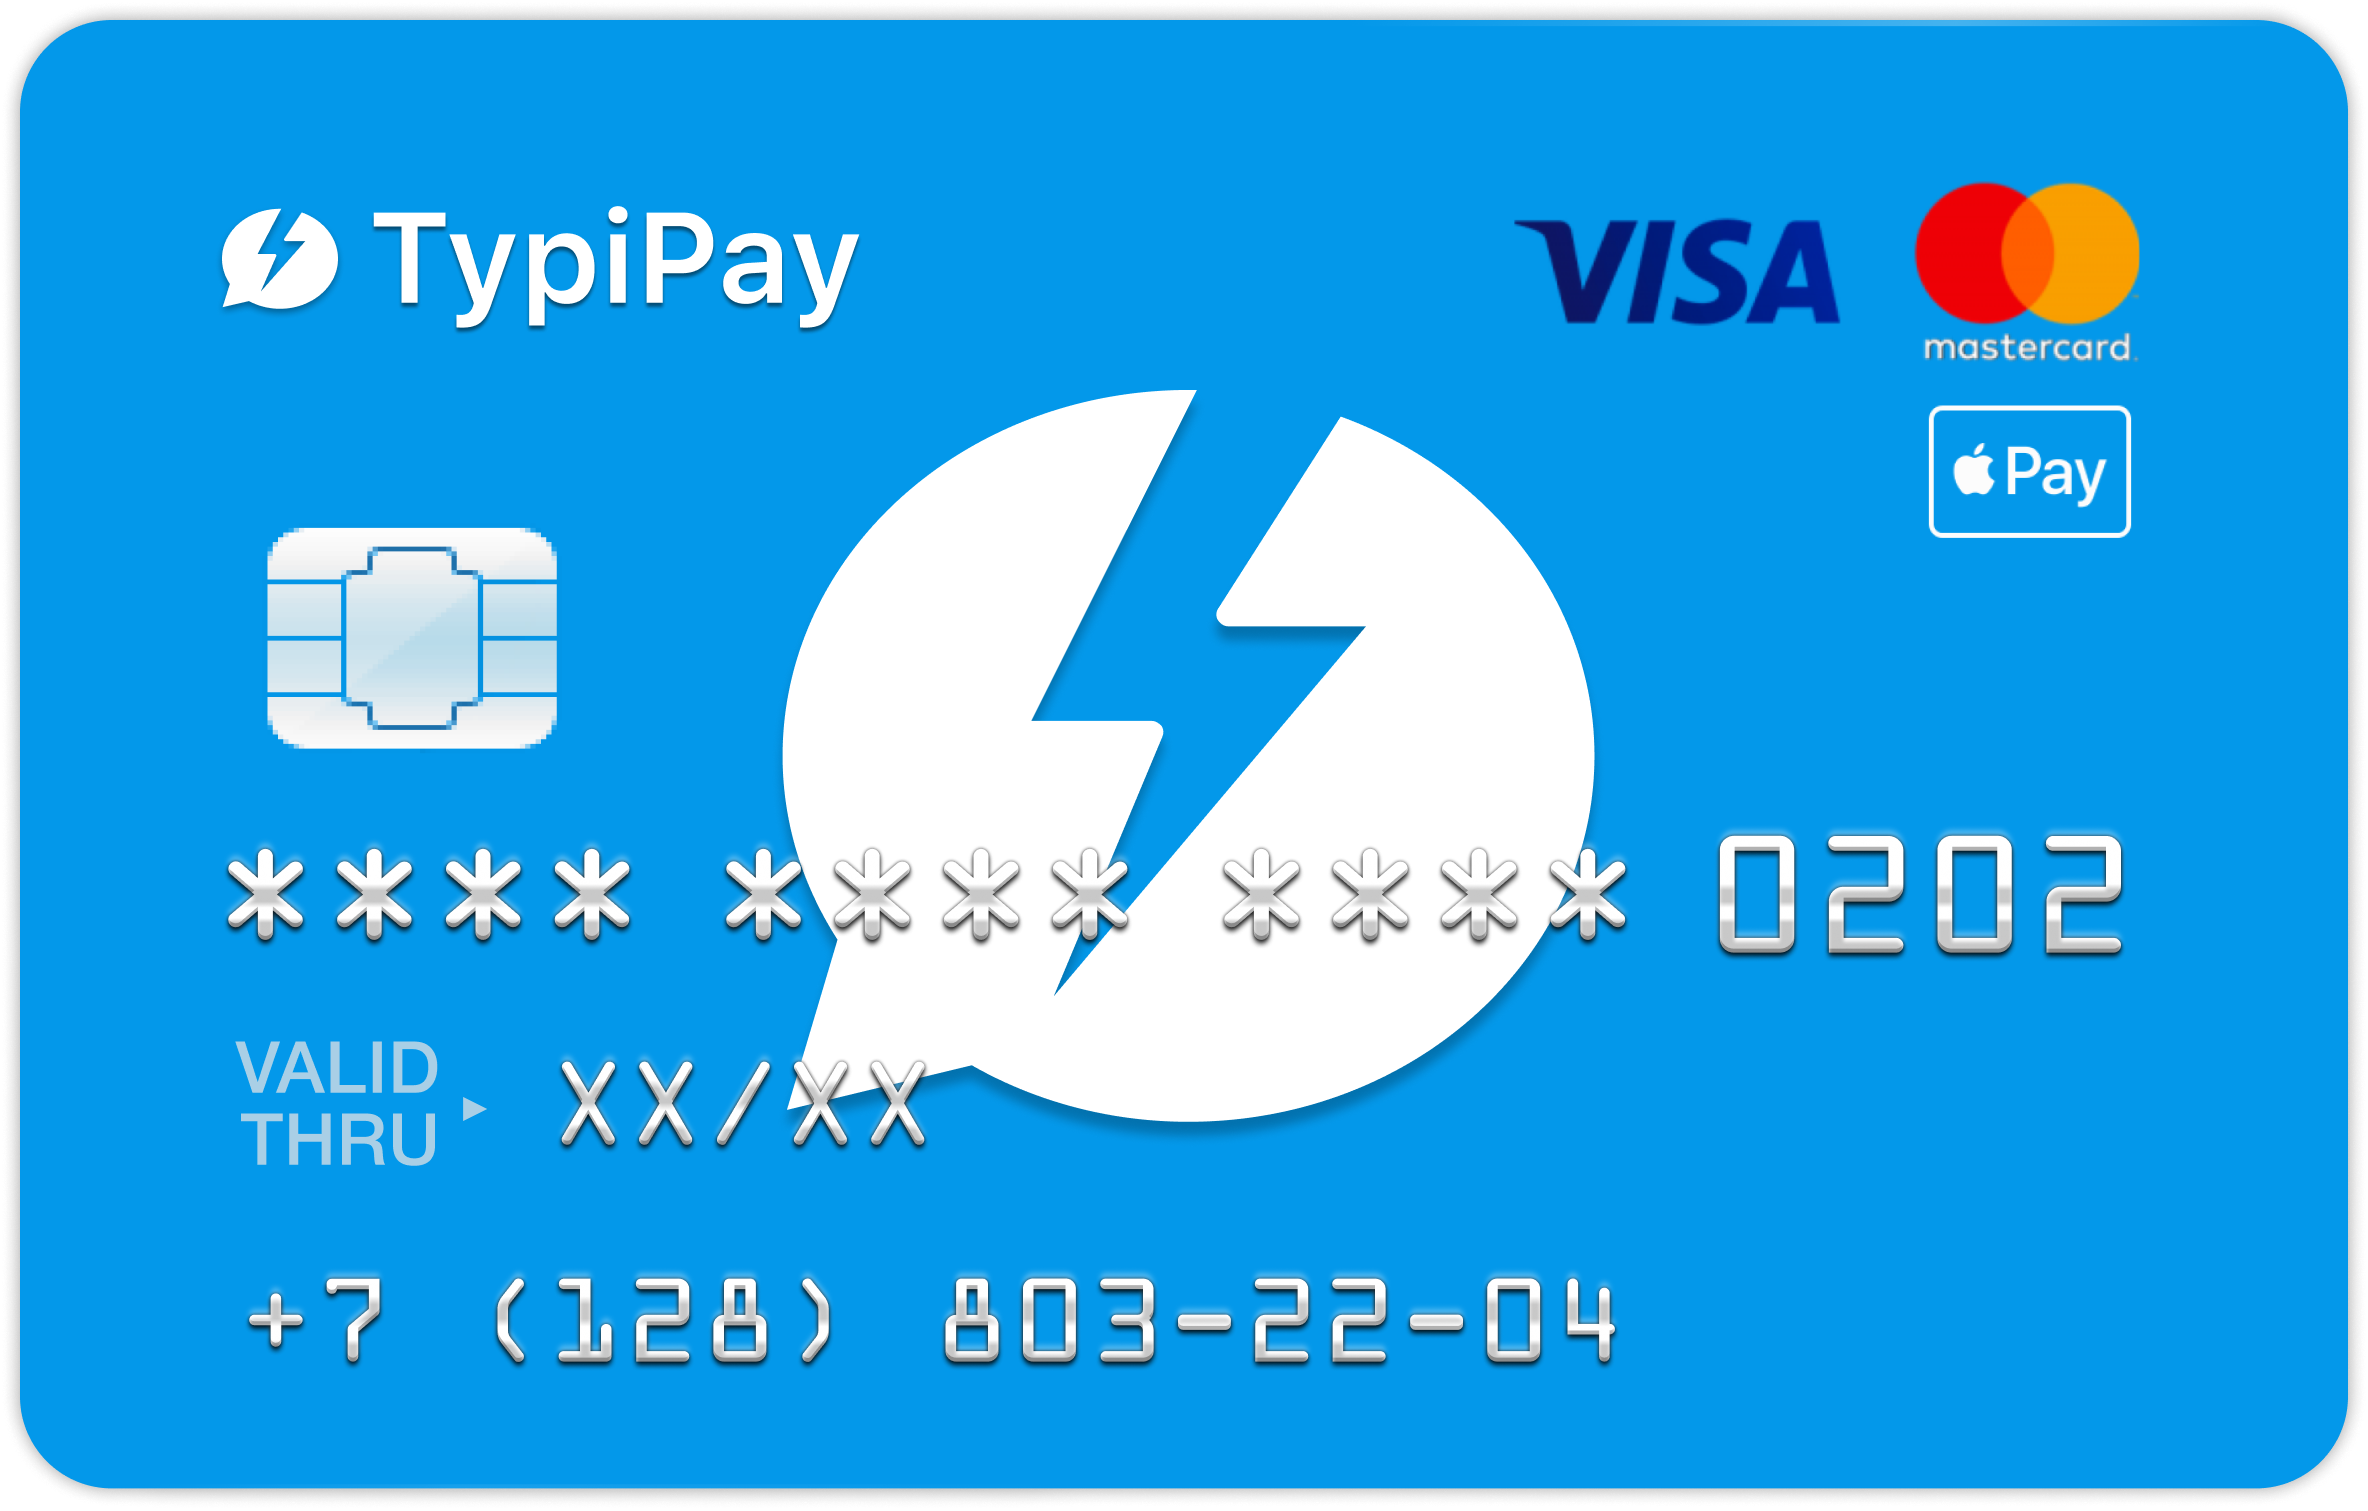 TypiPay
VISA
mastercard.
Pay
**** **** **** 0202
VALID
THRU
XX/XX
+7 (128) 803-22-04